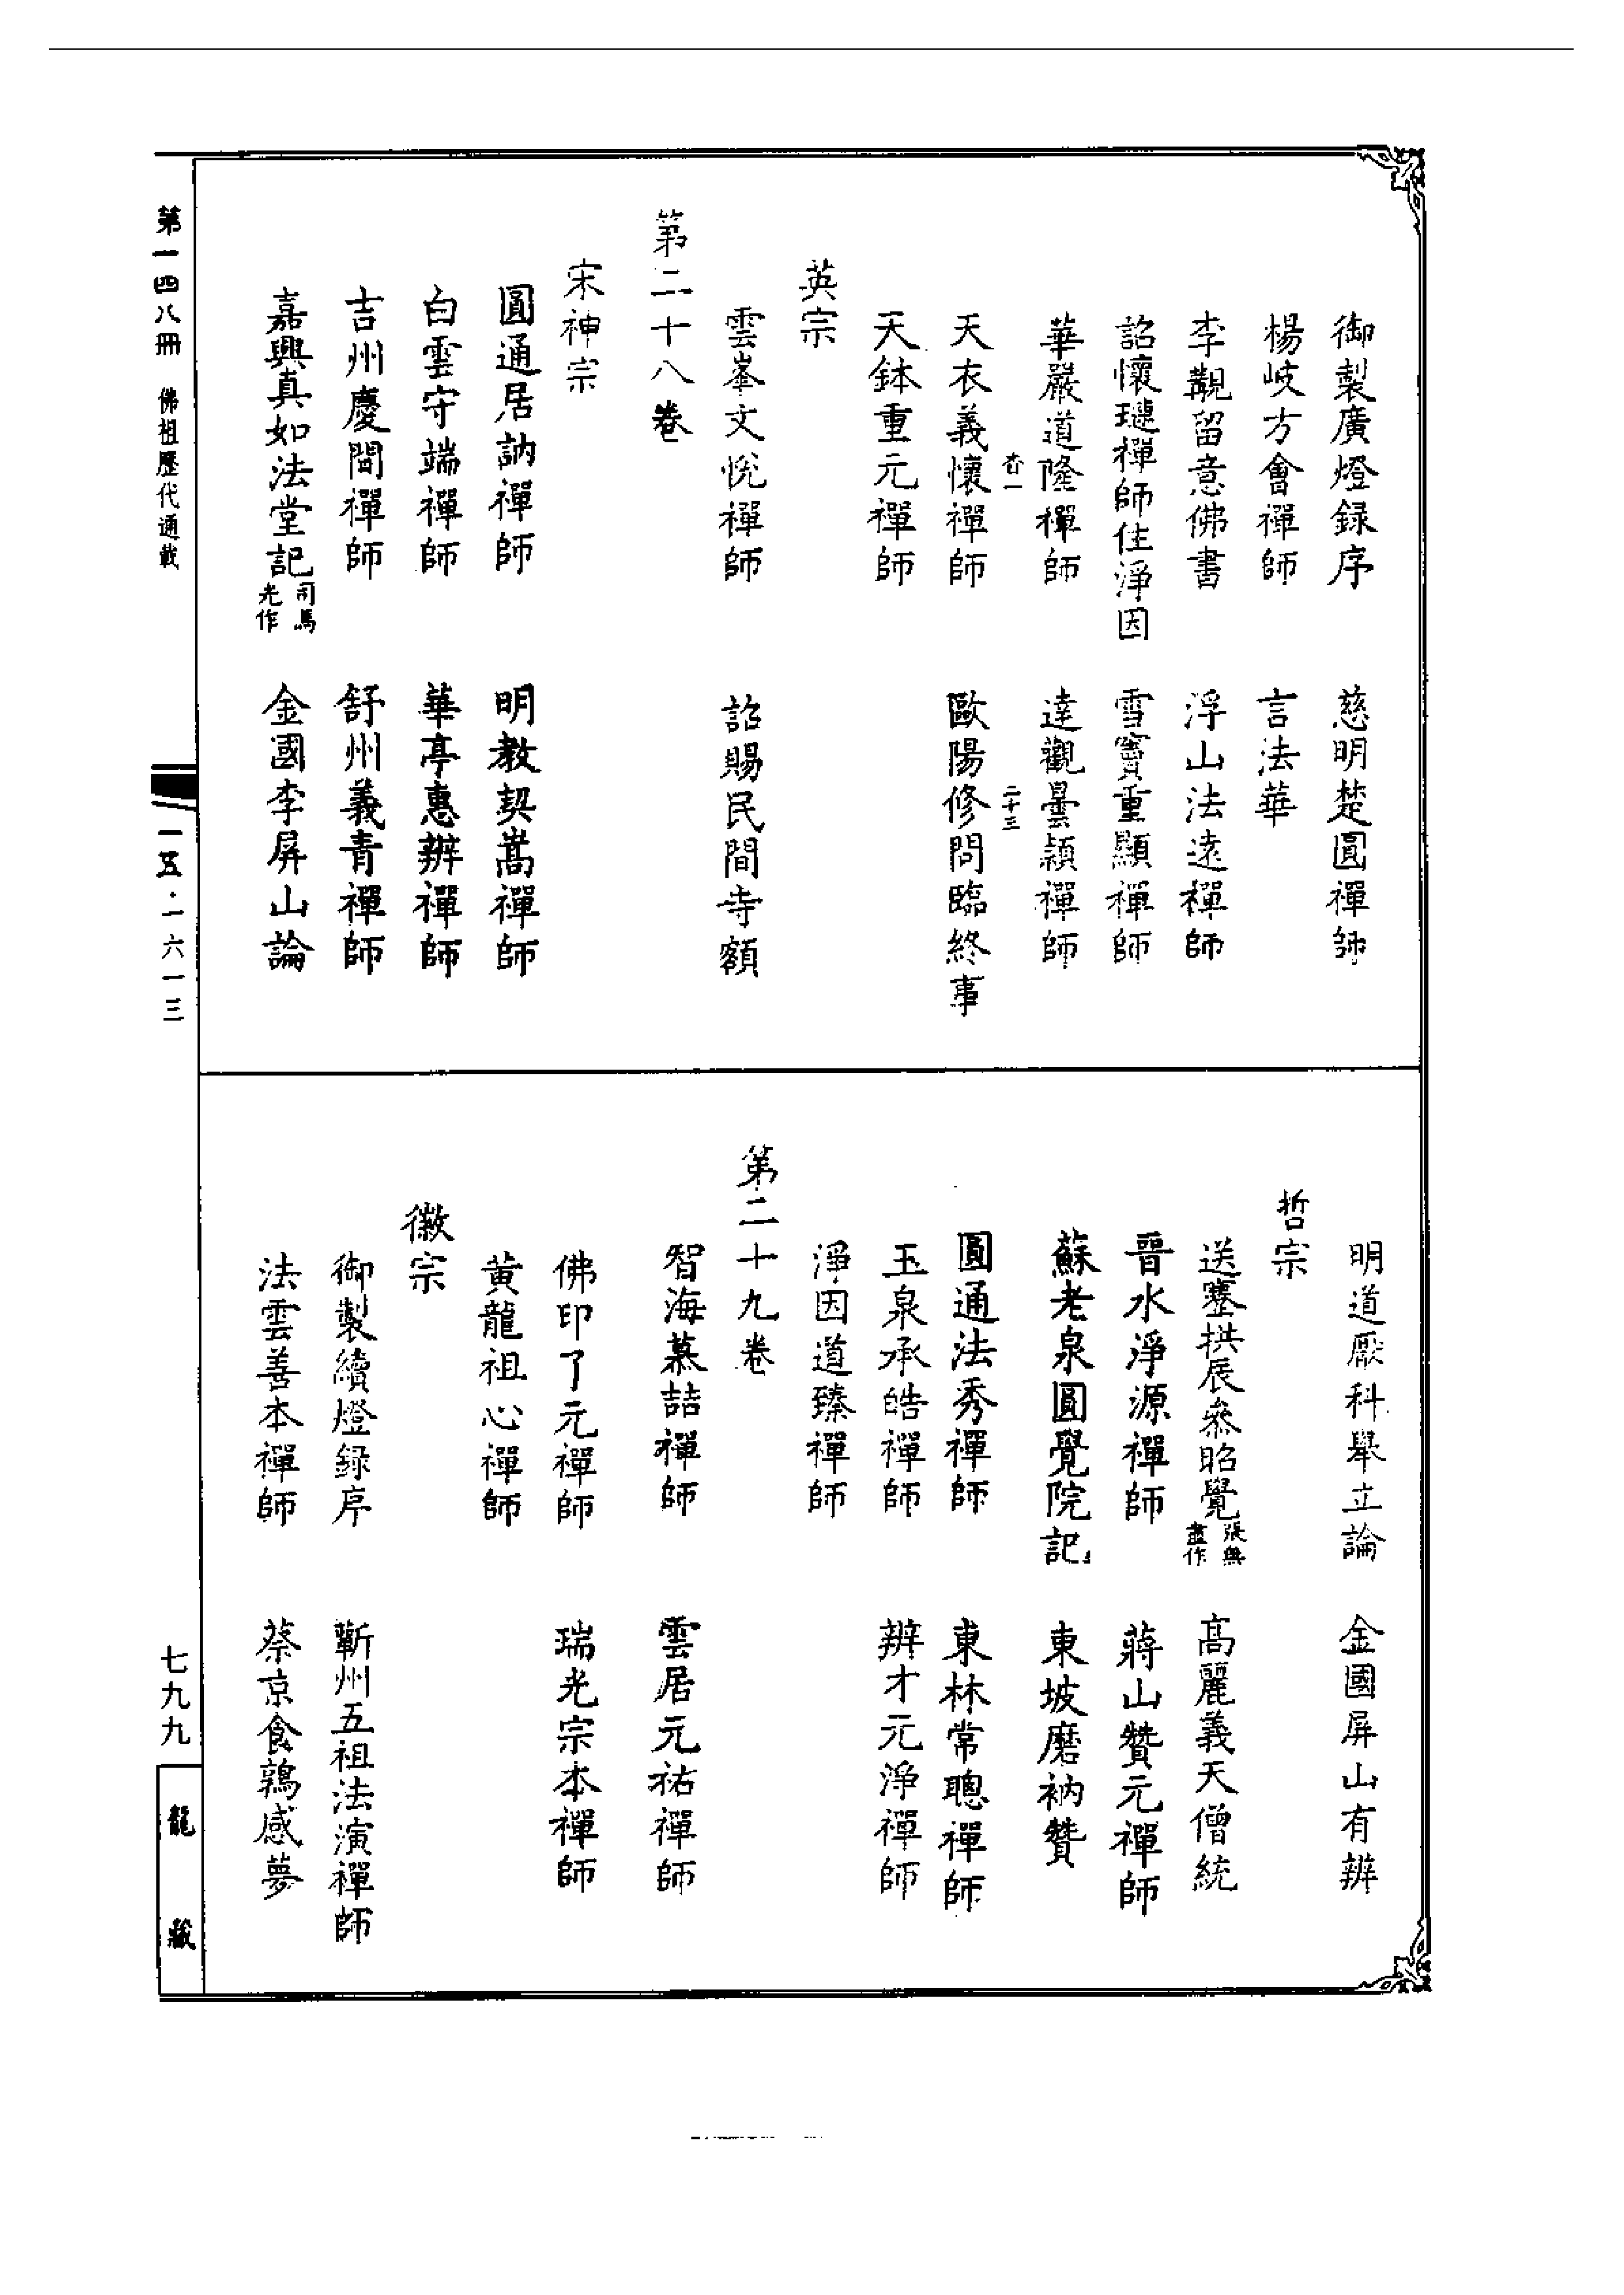 御製廣燈録序　慈明楚圓禪師
楊岐方會禪師　言法華
李覯留意佛書　浮山法遠禪師
詔懷璉禪師住淨因　雪竇重顯禪師
華嚴道隆禪師　達觀曇頴禪師
二十三
天衣義懷禪師　歐陽修問臨終事
天鉢重元禪師
英宗
雲峯文悅禪師　詔賜民間寺額
第二十八卷
宋神宗
圓通居訥禪師　明教契嵩禪師
白雲守端禪師　華亭惠辨禪師
吉州慶閒禪師　舒州義青禪師
嘉興真如法堂記司馬光作　金國李屏山論
明道厭科舉立論　金國屏山有辨
哲宗
送蹇拱辰叅昭覺張無盡作　高麗義天僧統
晉水淨源禪師　蔣山贊元禪師
蘇老泉圓覺院記　東坡磨衲贊
圓通法秀禪師　東林常聰禪師
玉泉承皓禪師　辨才元淨禪師
淨因道臻禪師
第二十九卷
智海慕喆禪師　雲居元祐禪師
佛印了元禪師　瑞光宗本禪師
黄龍祖心禪師
徽宗
御製續燈録序　蘄州五祖法演禪師
法雲善本禪師　蔡京食鶉感夢
第一四八冊　佛祖歷代通載
一五·一六一三
七九九
龍藏